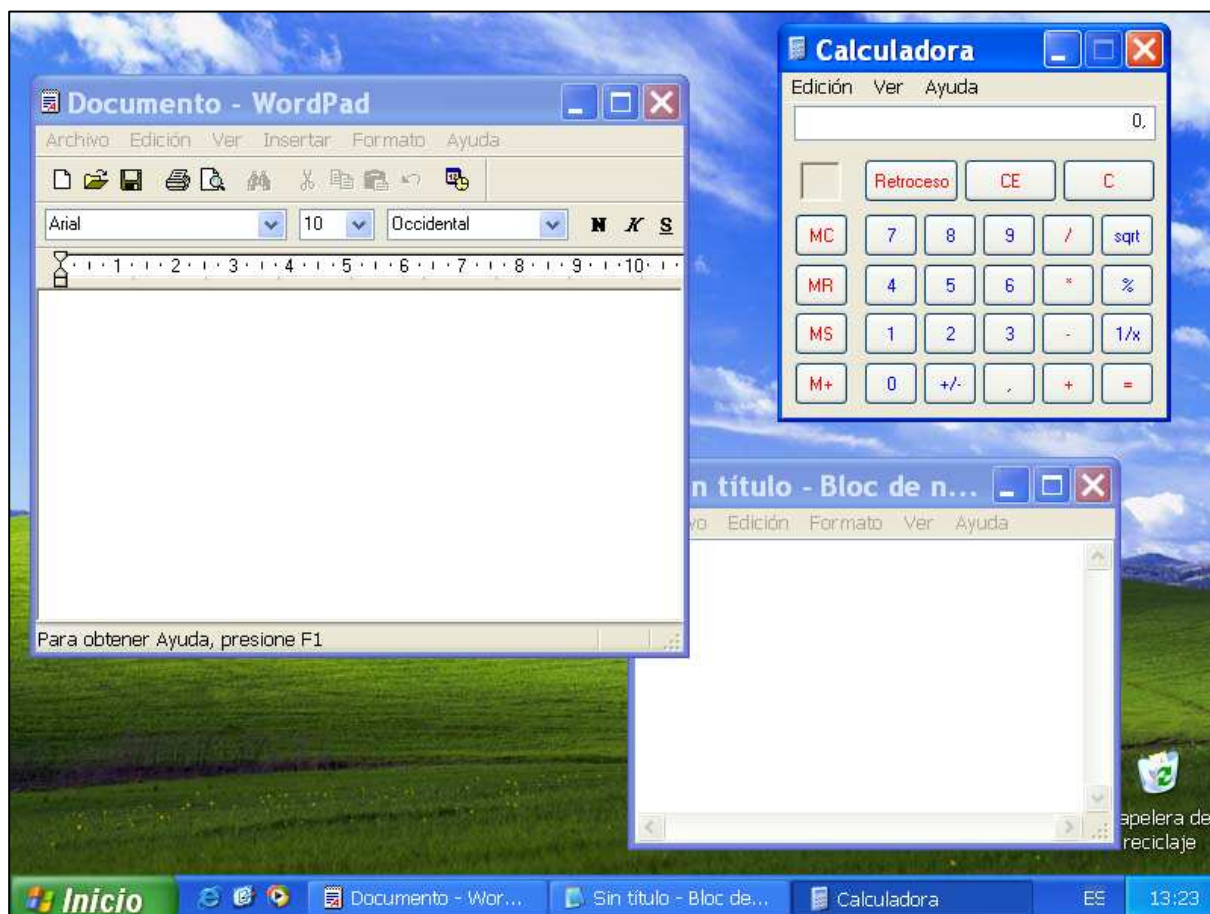 Documento - WordPad
Archivo Edición Ver Insertar Formato Ayuda
Arial 10 Occidental N K S
1 2 3 4 5 6 7 8 9 10
Para obtener Ayuda, presione F1
Calculadora
Edición Ver Ayuda
0,
Retroceso CE C
MC 7 8 9 / sqrt
MR 4 5 6 * %
MS 1 2 3 - 1/x
M+ 0 +/- , + =
n título - Bloc de n...
vo Edición Formato Ver Ayuda
apelera de
reciclaje
Inicio Documento - Wor... Sin título - Bloc de... Calculadora ES 13:23